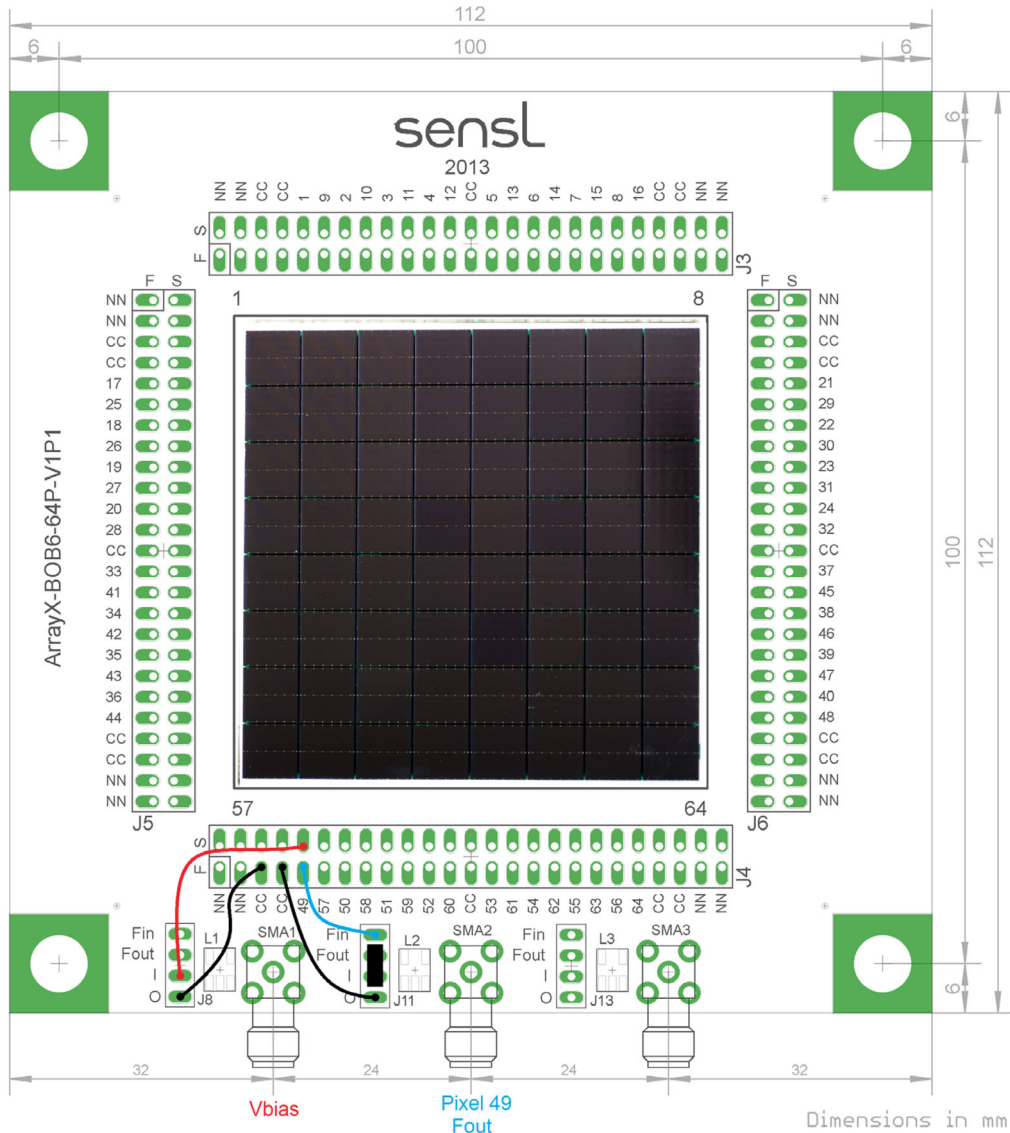 112
6 100 6
sensL
2013
NN NN CC CC 1 9 2 10 3 11 4 12 CC 5 13 6 14 7 15 8 16 CC CC NN NN
S
F
J3
F S
F S
1 8
NN
NN
CC
CC
17
25
18
26
19
27
20
28
CC
33
41
34
42
35
43
36
44
CC
CC
NN
NN
J5
ArrayX-BOB6-64P-V1P1
NN
NN
CC
CC
21
29
22
30
23
31
24
32
CC
37
45
38
46
39
47
40
48
CC
CC
NN
NN
J6
6
100
112
6
57 64
S
F
J4
NN NN CC CC 49 57 50 58 51 59 52 60 CC 53 61 54 62 55 63 56 64 CC CC NN NN
Fin
Fout
I
O
L1
J8
SMA1
Fin
Fout
I
O
L2
J11
SMA2
Fin
Fout
I
O
L3
J13
SMA3
32 24 24 32
Vbias
Pixel 49
Fout
Dimensions in mm